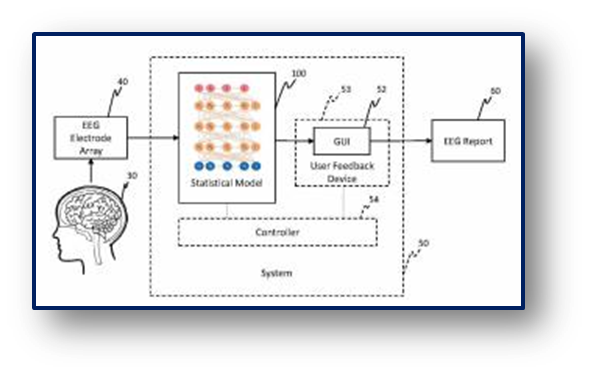 40
100
53
52
60
EEG
Electrode
Array
GUI
EEG Report
User Feedback
Device
Statistical Model
30
54
Controller
50
System